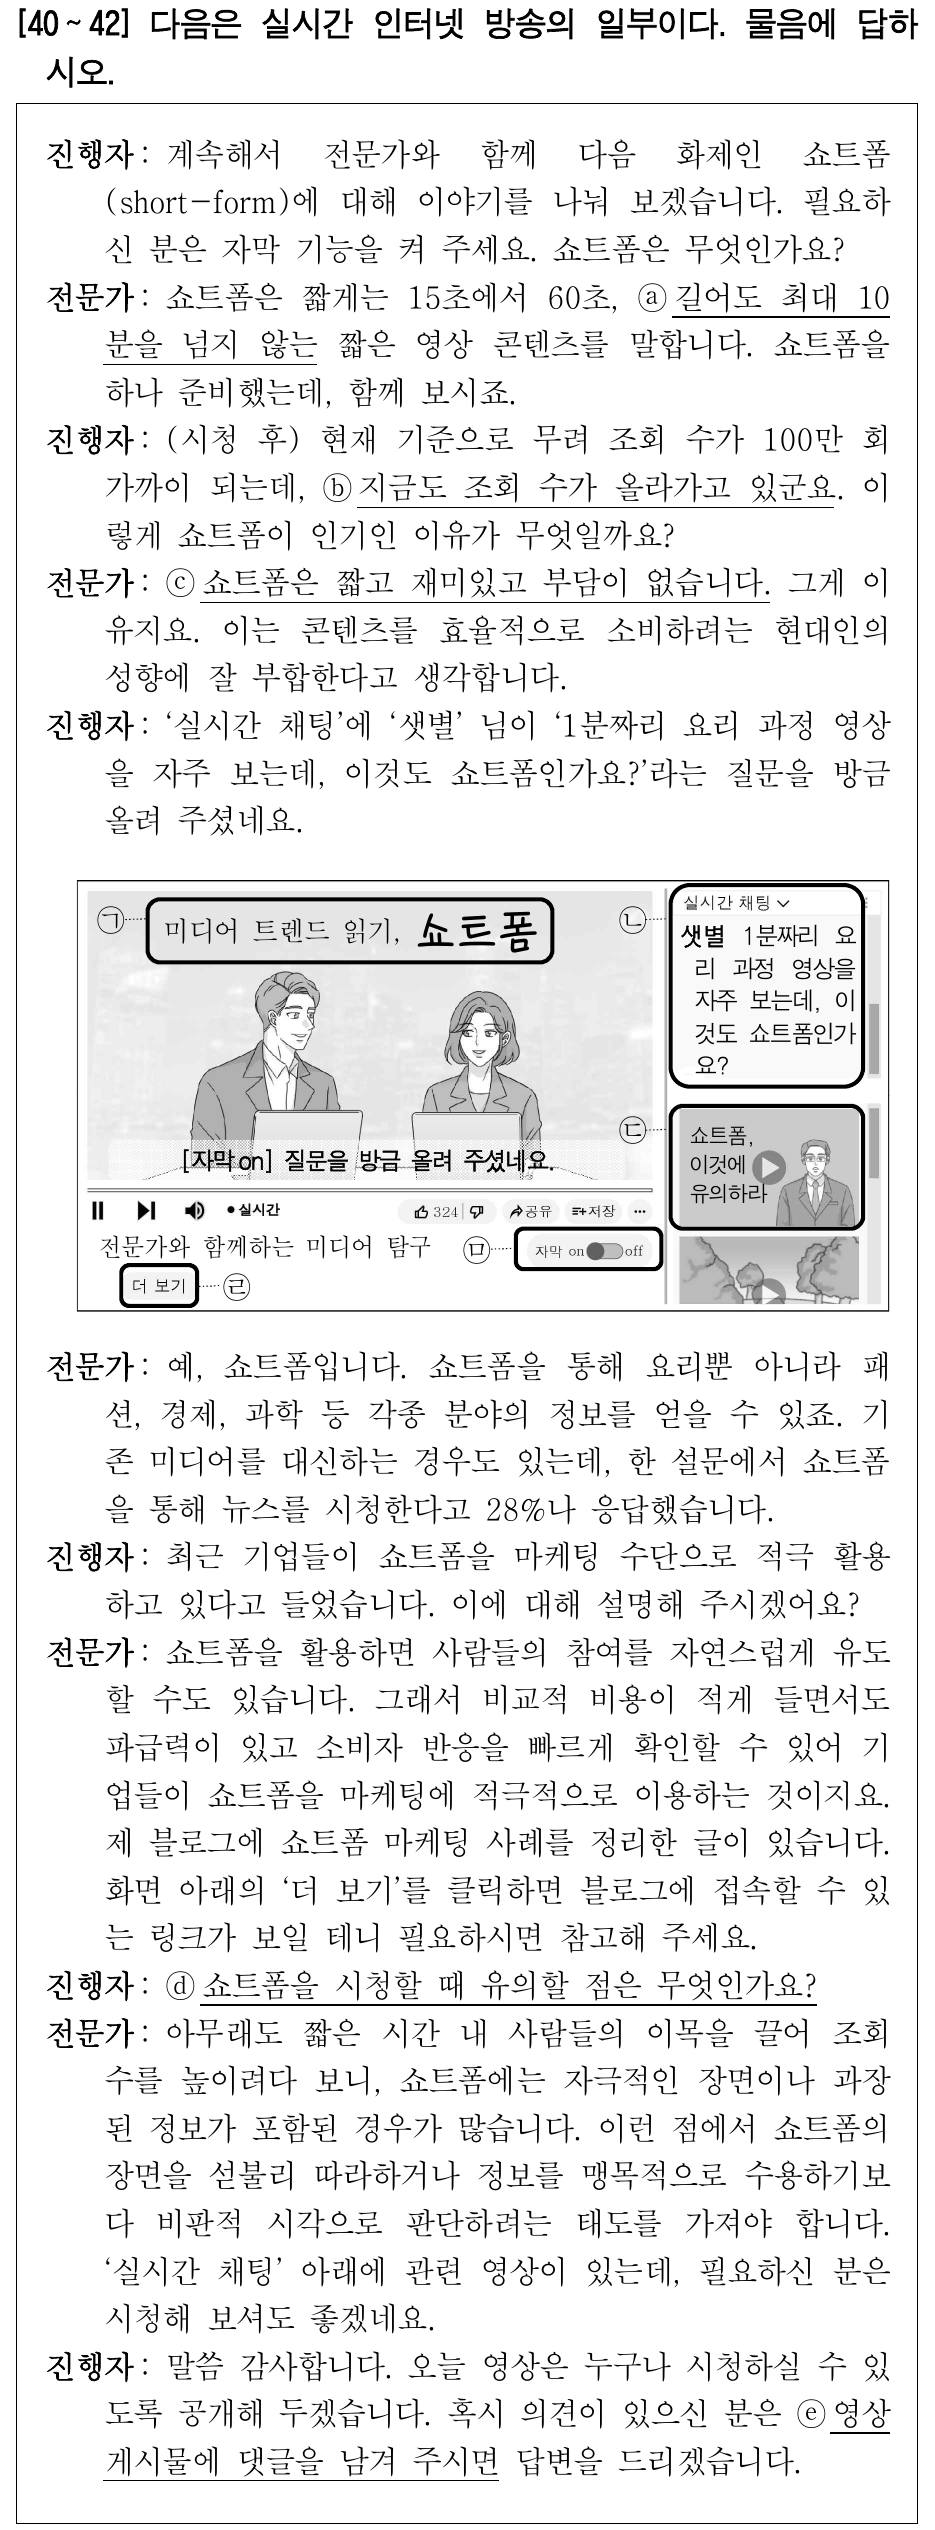 [40~42] 다음은 실시간 인터넷 방송의 일부이다. 물음에 답하
시오.
진행자: 계속해서 전문가와 함께 다음 화제인 쇼트폼
(short-form)에 대해 이야기를 나눠 보겠습니다. 필요하
신 분은 자막 기능을 켜 주세요. 쇼트폼은 무엇인가요?
전문가: 쇼트폼은 짧게는 15초에서 60초, ⓐ길어도 최대 10
분을 넘지 않는 짧은 영상 콘텐츠를 말합니다. 쇼트폼을
하나 준비했는데, 함께 보시죠.
진행자: (시청 후) 현재 기준으로 무려 조회 수가 100만 회
가까이 되는데, ⓑ지금도 조회 수가 올라가고 있군요. 이
렇게 쇼트폼이 인기인 이유가 무엇일까요?
전문가: ⓒ쇼트폼은 짧고 재미있고 부담이 없습니다. 그게 이
유지요. 이는 콘텐츠를 효율적으로 소비하려는 현대인의
성향에 잘 부합한다고 생각합니다.
진행자: ‘실시간 채팅’에 ‘샛별’ 님이 ‘1분짜리 요리 과정 영상
을 자주 보는데, 이것도 쇼트폼인가요?’라는 질문을 방금
올려 주셨네요.
㉠ 미디어 트렌드 읽기, 쇼트폼
㉡ 실시간 채팅
샛별 1분짜리 요
리 과정 영상을
자주 보는데, 이
것도 쇼트폼인가
요?
㉢ 쇼트폼,
이것에
유의하라
[자막on] 질문을 방금 올려 주셨네요.
실시간
324
공유
저장
전문가와 함께하는 미디어 탐구
㉤ 자막 on off
더 보기 ㉣
전문가: 예, 쇼트폼입니다. 쇼트폼을 통해 요리뿐 아니라 패
션, 경제, 과학 등 각종 분야의 정보를 얻을 수 있죠. 기
존 미디어를 대신하는 경우도 있는데, 한 설문에서 쇼트폼
을 통해 뉴스를 시청한다고 28%나 응답했습니다.
진행자: 최근 기업들이 쇼트폼을 마케팅 수단으로 적극 활용
하고 있다고 들었습니다. 이에 대해 설명해 주시겠어요?
전문가: 쇼트폼을 활용하면 사람들의 참여를 자연스럽게 유도
할 수도 있습니다. 그래서 비교적 비용이 적게 들면서도
파급력이 있고 소비자 반응을 빠르게 확인할 수 있어 기
업들이 쇼트폼을 마케팅에 적극적으로 이용하는 것이지요.
제 블로그에 쇼트폼 마케팅 사례를 정리한 글이 있습니다.
화면 아래의 ‘더 보기’를 클릭하면 블로그에 접속할 수 있
는 링크가 보일 테니 필요하시면 참고해 주세요.
진행자: ⓓ쇼트폼을 시청할 때 유의할 점은 무엇인가요?
전문가: 아무래도 짧은 시간 내 사람들의 이목을 끌어 조회
수를 높이려다 보니, 쇼트폼에는 자극적인 장면이나 과장
된 정보가 포함된 경우가 많습니다. 이런 점에서 쇼트폼의
장면을 섣불리 따라하거나 정보를 맹목적으로 수용하기보
다 비판적 시각으로 판단하려는 태도를 가져야 합니다.
‘실시간 채팅’ 아래에 관련 영상이 있는데, 필요하신 분은
시청해 보셔도 좋겠네요.
진행자: 말씀 감사합니다. 오늘 영상은 누구나 시청하실 수 있
도록 공개해 두겠습니다. 혹시 의견이 있으신 분은 ⓔ영상
게시물에 댓글을 남겨 주시면 답변을 드리겠습니다.